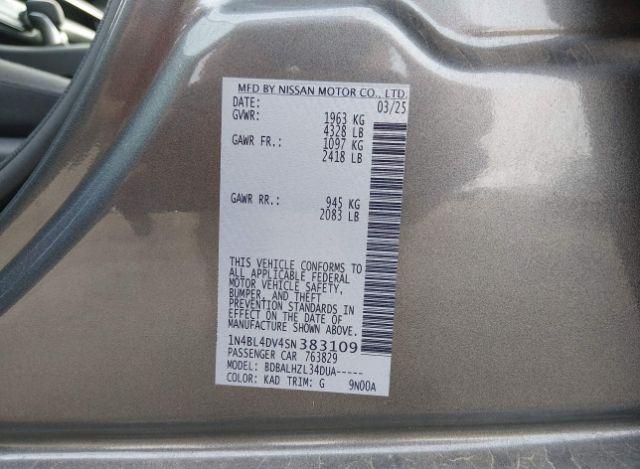 MFD BY NISSAN MOTOR CO., LTD.
DATE: 03/25
GVWR: 1963 KG
4328 LB
GAWR FR.: 1097 KG
2418 LB
GAWR RR.: 945 KG
2083 LB
THIS VEHICLE CONFORMS TO
ALL APPLICABLE FEDERAL
MOTOR VEHICLE SAFETY,
BUMPER, AND THEFT
PREVENTION STANDARDS IN
EFFECT ON THE DATE OF
MANUFACTURE SHOWN ABOVE.
1N4BL4DV4SN383109
PASSENGER CAR 763829
MODEL: BDBALHZL34DUA-----
COLOR: KAD TRIM: G 9N00A